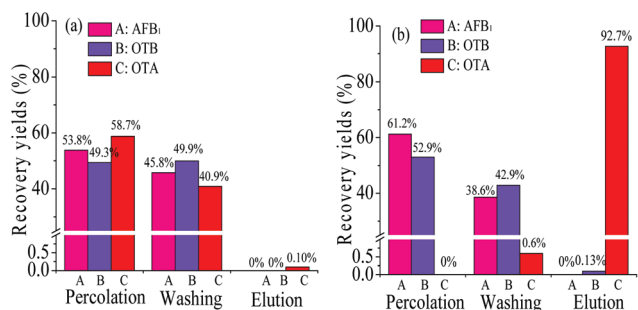 (a)
A: AFB₁
B: OTB
C: OTA
Recovery yields (%)
100
80
60
40
0.5
0.0
53.8%
49.3%
58.7%
45.8%
49.9%
40.9%
0% 0% 0.10%
A B C A B C A B C
Percolation Washing Elution
(b)
A: AFB₁
B: OTB
C: OTA
Recovery yields (%)
100
80
60
40
0.5
0.0
61.2%
52.9%
0%
38.6%
42.9%
0.6%
0% 0.13%
92.7%
A B C A B C A B C
Percolation Washing Elution